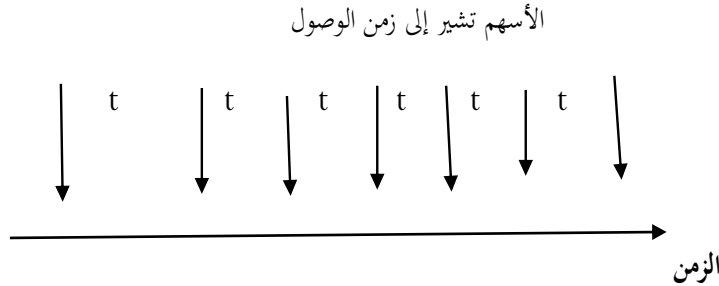 الأسهم تشير إلى زمن الوصول
t t t t t t
الزمن